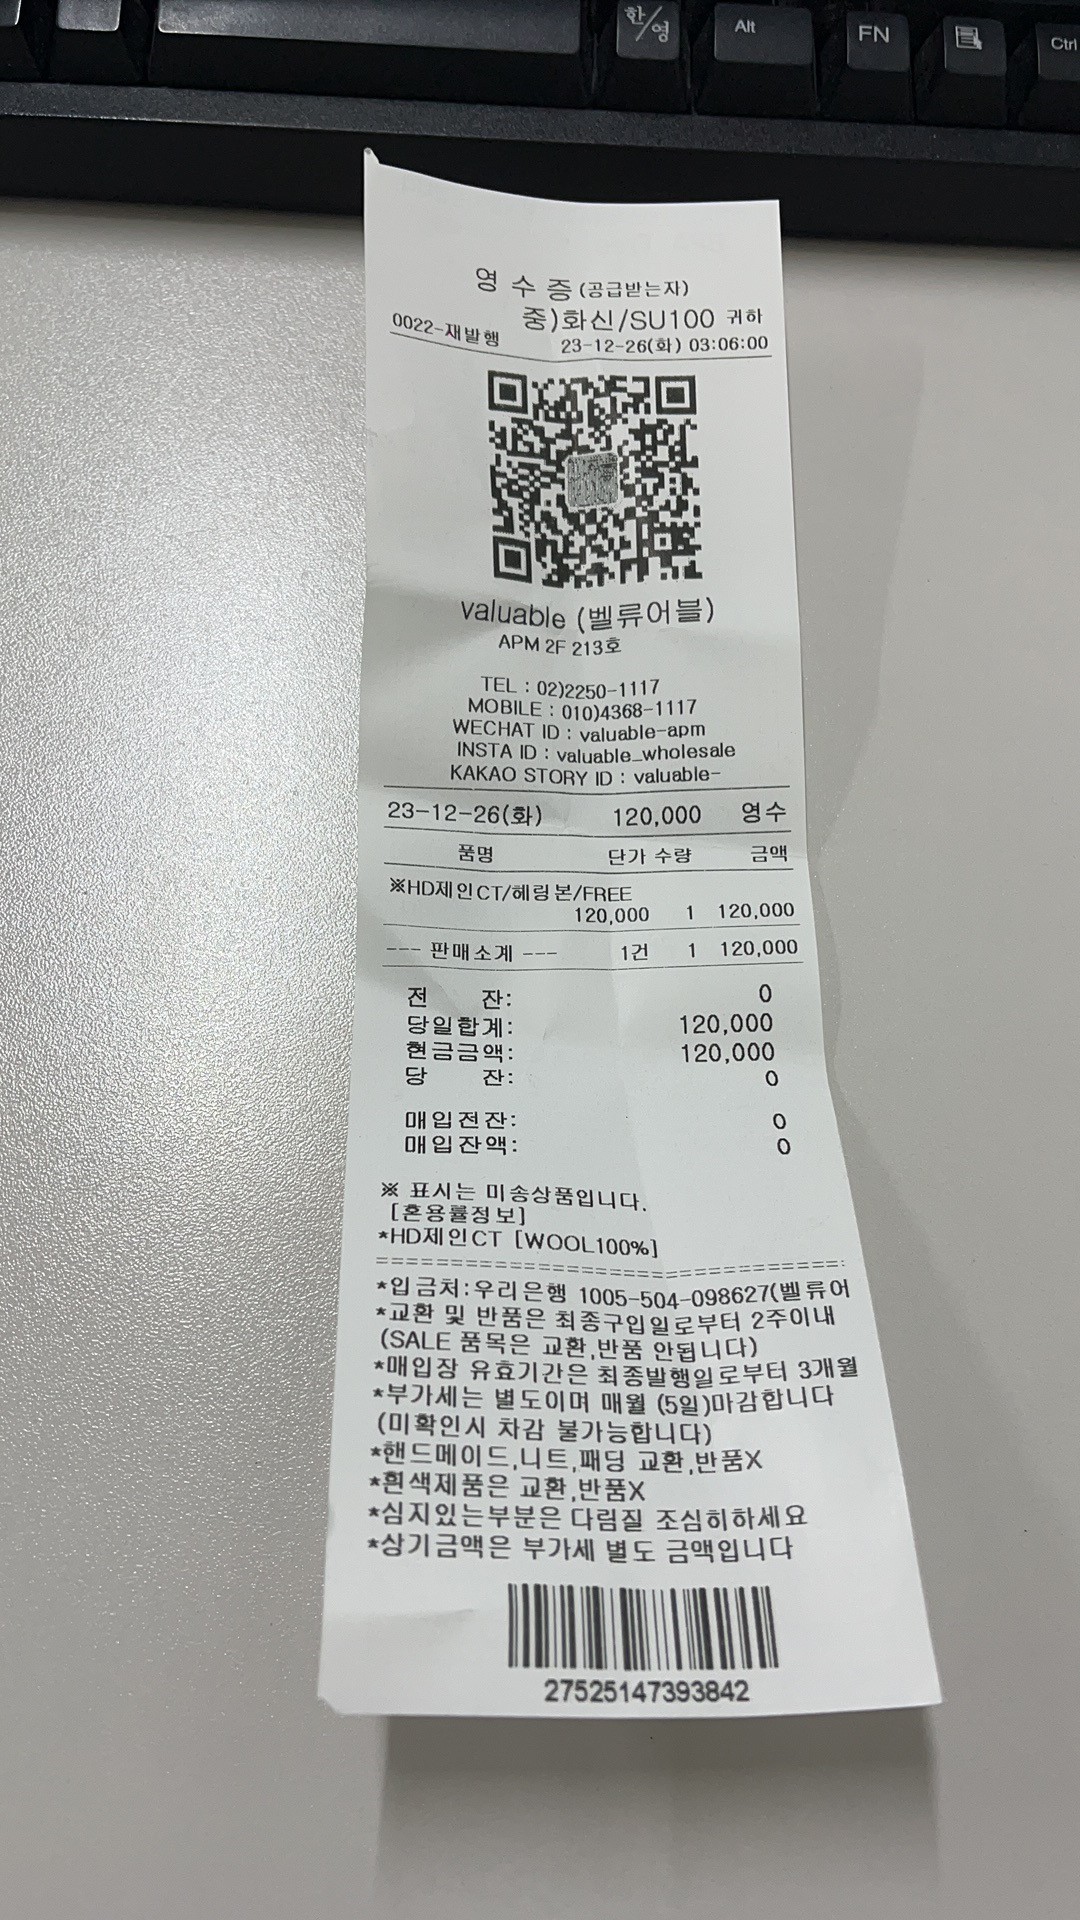 한/영
Alt
FN
Ctrl
영 수 증(공급받는자)
중)화신/SU100 귀하
0022-재발행
23-12-26(화) 03:06:00
valuable (벨류어블)
APM 2F 213호
TEL : 02)2250-1117
MOBILE : 010)4368-1117
WECHAT ID : valuable-apm
INSTA ID : valuable_wholesale
KAKAO STORY ID : valuable-
23-12-26(화) 120,000 영수
품명 단가 수량 금액
※HD제인CT/헤링본/FREE
120,000 1 120,000
--- 판매소계 --- 1건 1 120,000
전 잔: 0
당일합계: 120,000
현금금액: 120,000
당 잔: 0
매입전잔: 0
매입잔액: 0
※ 표시는 미송상품입니다.
[혼용률정보]
*HD제인CT [WOOL100%]
===================================:
*입금처:우리은행 1005-504-098627(벨류어
*교환 및 반품은 최종구입일로부터 2주이내
(SALE 품목은 교환,반품 안됩니다)
*매입장 유효기간은 최종발행일로부터 3개월
*부가세는 별도이며 매월 (5일)마감합니다
(미확인시 차감 불가능합니다)
*핸드메이드,니트,패딩 교환,반품X
*흰색제품은 교환,반품X
*심지있는부분은 다림질 조심히하세요
*상기금액은 부가세 별도 금액입니다
27525147393842